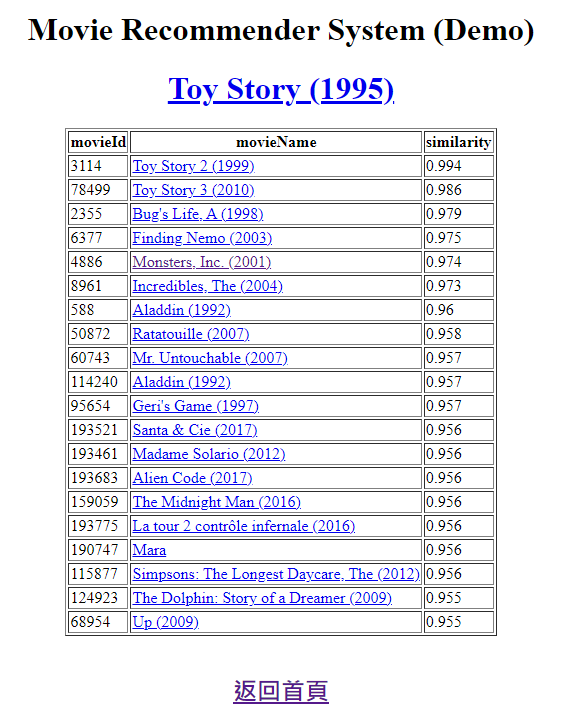 Movie Recommender System (Demo)
Toy Story (1995)
movieId movieName similarity
3114 Toy Story 2 (1999) 0.994
78499 Toy Story 3 (2010) 0.986
2355 Bug's Life, A (1998) 0.979
6377 Finding Nemo (2003) 0.975
4886 Monsters, Inc. (2001) 0.974
8961 Incredibles, The (2004) 0.973
588 Aladdin (1992) 0.96
50872 Ratatouille (2007) 0.958
60743 Mr. Untouchable (2007) 0.957
114240 Aladdin (1992) 0.957
95654 Geri's Game (1997) 0.957
193521 Santa & Cie (2017) 0.956
193461 Madame Solario (2012) 0.956
193683 Alien Code (2017) 0.956
159059 The Midnight Man (2016) 0.956
193775 La tour 2 contrôle infernale (2016) 0.956
190747 Mara 0.956
115877 Simpsons: The Longest Daycare, The (2012) 0.956
124923 The Dolphin: Story of a Dreamer (2009) 0.955
68954 Up (2009) 0.955
返回首頁